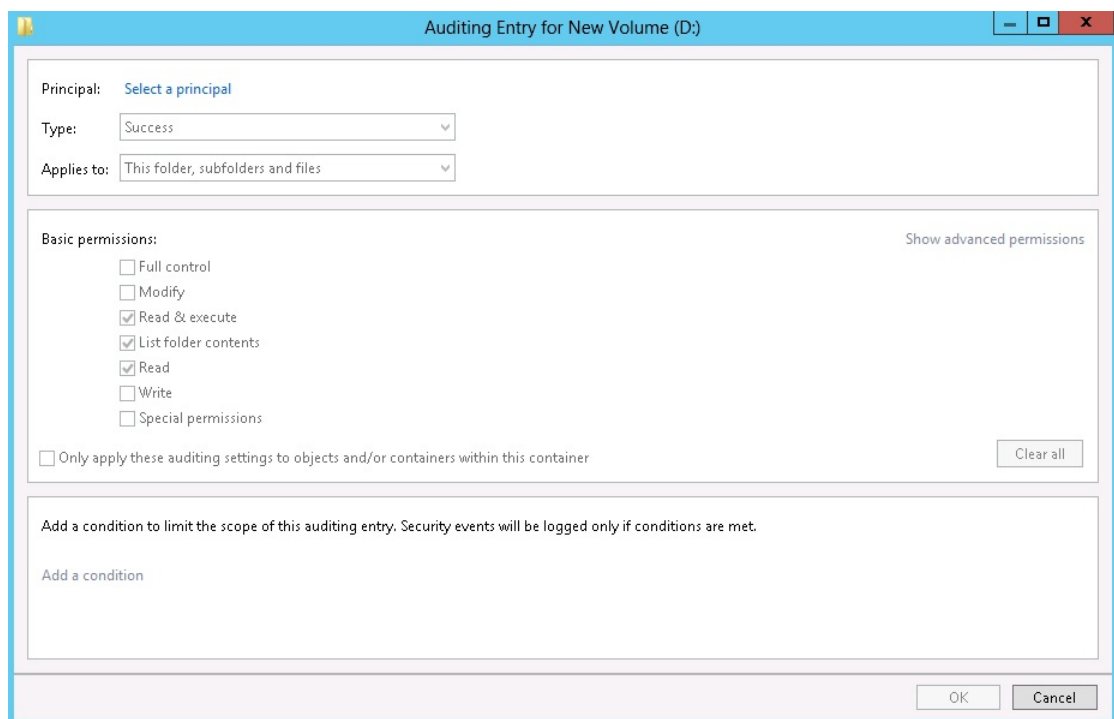 Auditing Entry for New Volume (D:)
Principal: Select a principal
Type: Success
Applies to: This folder, subfolders and files
Basic permissions: Show advanced permissions
Full control
Modify
Read & execute
List folder contents
Read
Write
Special permissions
Only apply these auditing settings to objects and/or containers within this container Clear all
Add a condition to limit the scope of this auditing entry. Security events will be logged only if conditions are met.
Add a condition
OK Cancel